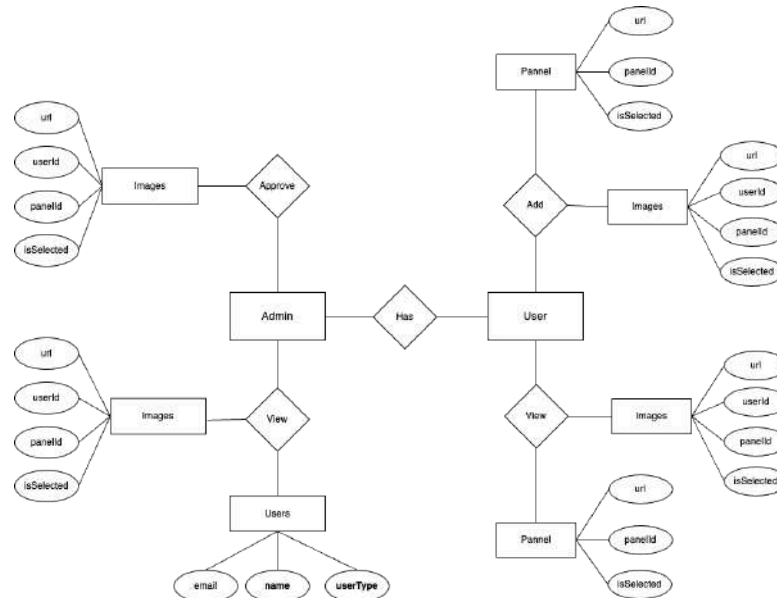 url
Pannel
panelId
isSelected
url
userId
Images
panelId
isSelected
Approve
Add
url
userId
Images
panelId
isSelected
Admin
Has
User
url
userId
Images
panelId
isSelected
View
View
url
userId
Images
panelId
isSelected
Users
email
name
userType
url
Pannel
panelId
isSelected